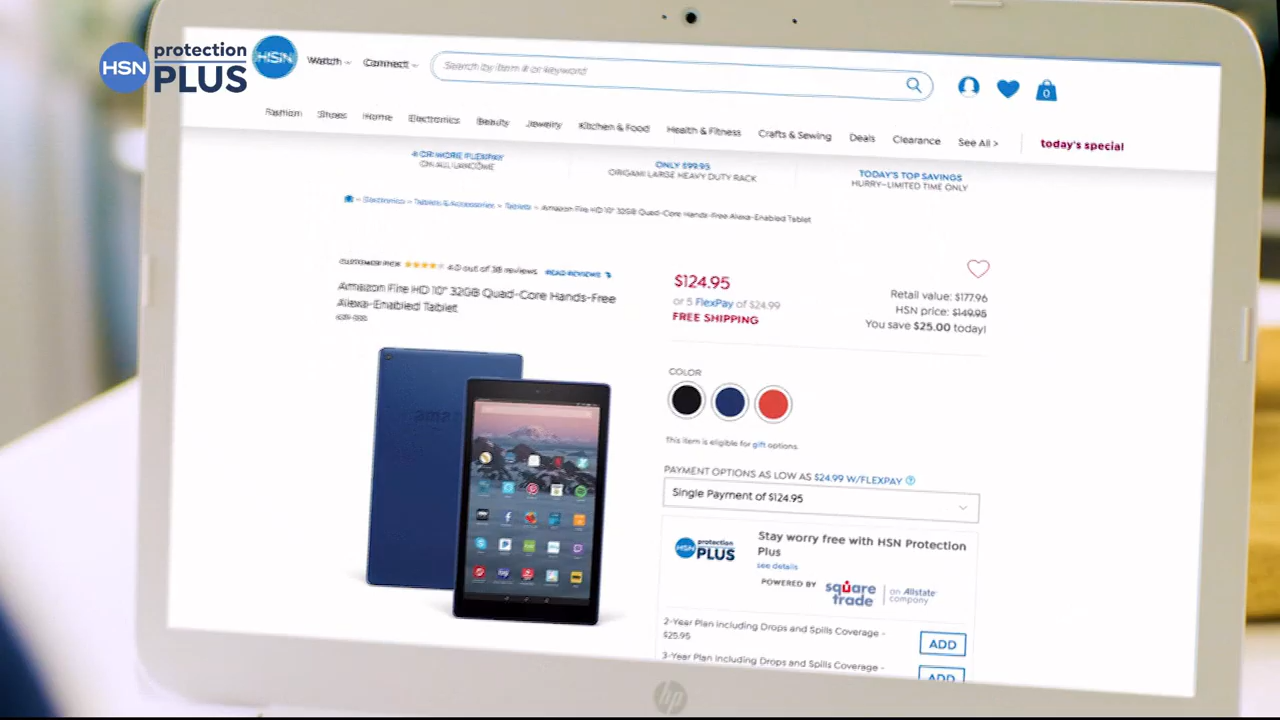 HSN protection PLUS
HSN Watch Connect Search by item # or keyword 0
Fashion Shoes Home Electronics Beauty Jewelry Kitchen & Food Health & Fitness Crafts & Sewing Deals Clearance See All > today's special
4 OR MORE FLEXPAY
ON ALL LANCOME
ONLY $99.95
ORIGAMI LARGE HEAVY DUTY RACK
TODAY'S TOP SAVINGS
HURRY–LIMITED TIME ONLY
Electronics Tablets & Accessories Tablets Amazon Fire HD 10" 32GB Quad-Core Hands-Free Alexa-Enabled Tablet
CUSTOMER PICK 4.0 out of 38 reviews READ REVIEWS
Amazon Fire HD 10" 32GB Quad-Core Hands-Free
Alexa-Enabled Tablet
$124.95
or 5 FlexPay of $24.99
FREE SHIPPING
Retail value: $177.96
HSN price: $149.95
You save $25.00 today!
COLOR
This item is eligible for gift options.
PAYMENT OPTIONS AS LOW AS $24.99 W/FLEXPAY ?
Single Payment of $124.95
HSN protection PLUS
Stay worry free with HSN Protection
Plus
see details
POWERED BY square trade an Allstate company
2-Year Plan Including Drops and Spills Coverage -
$25.95
ADD
3-Year Plan Including Drops and Spills Coverage -
ADD
amaz
hp